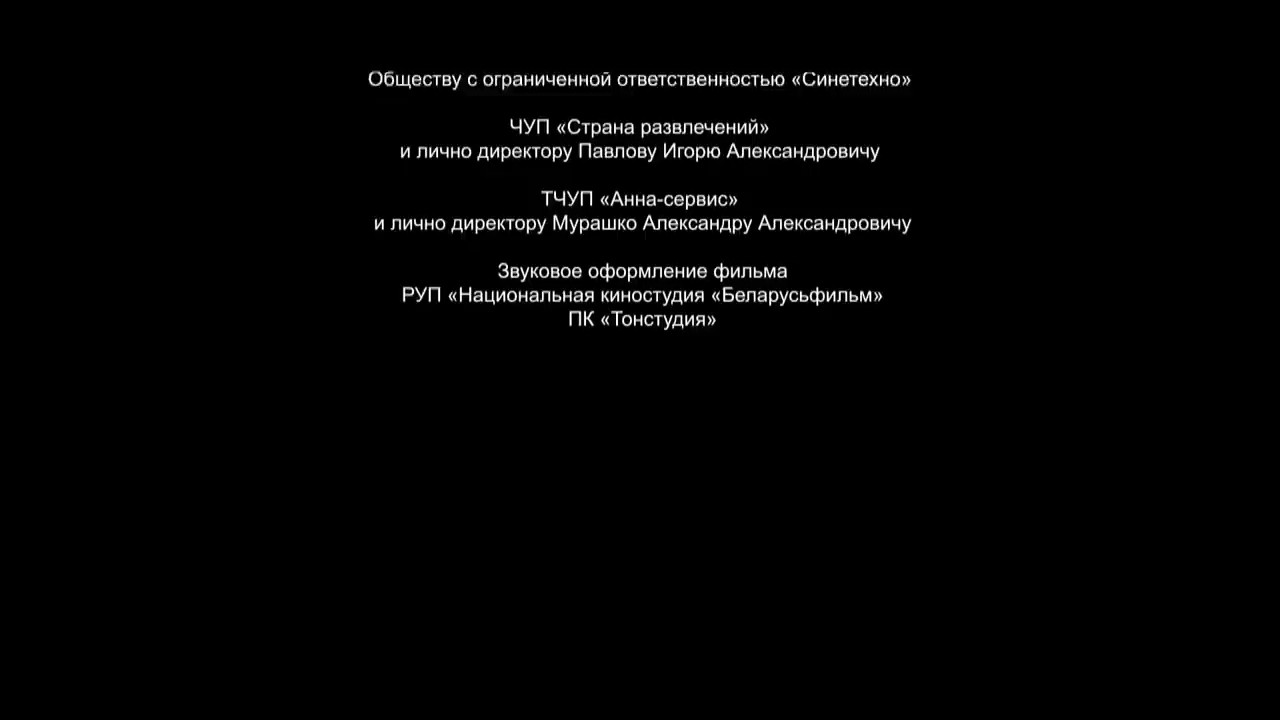 Обществу с ограниченной ответственностью «Синетехно»
ЧУП «Страна развлечений»
и лично директору Павлову Игорю Александровичу
ТЧУП «Анна-сервис»
и лично директору Мурашко Александру Александровичу
Звуковое оформление фильма
РУП «Национальная киностудия «Беларусьфильм»
ПК «Тонстудия»